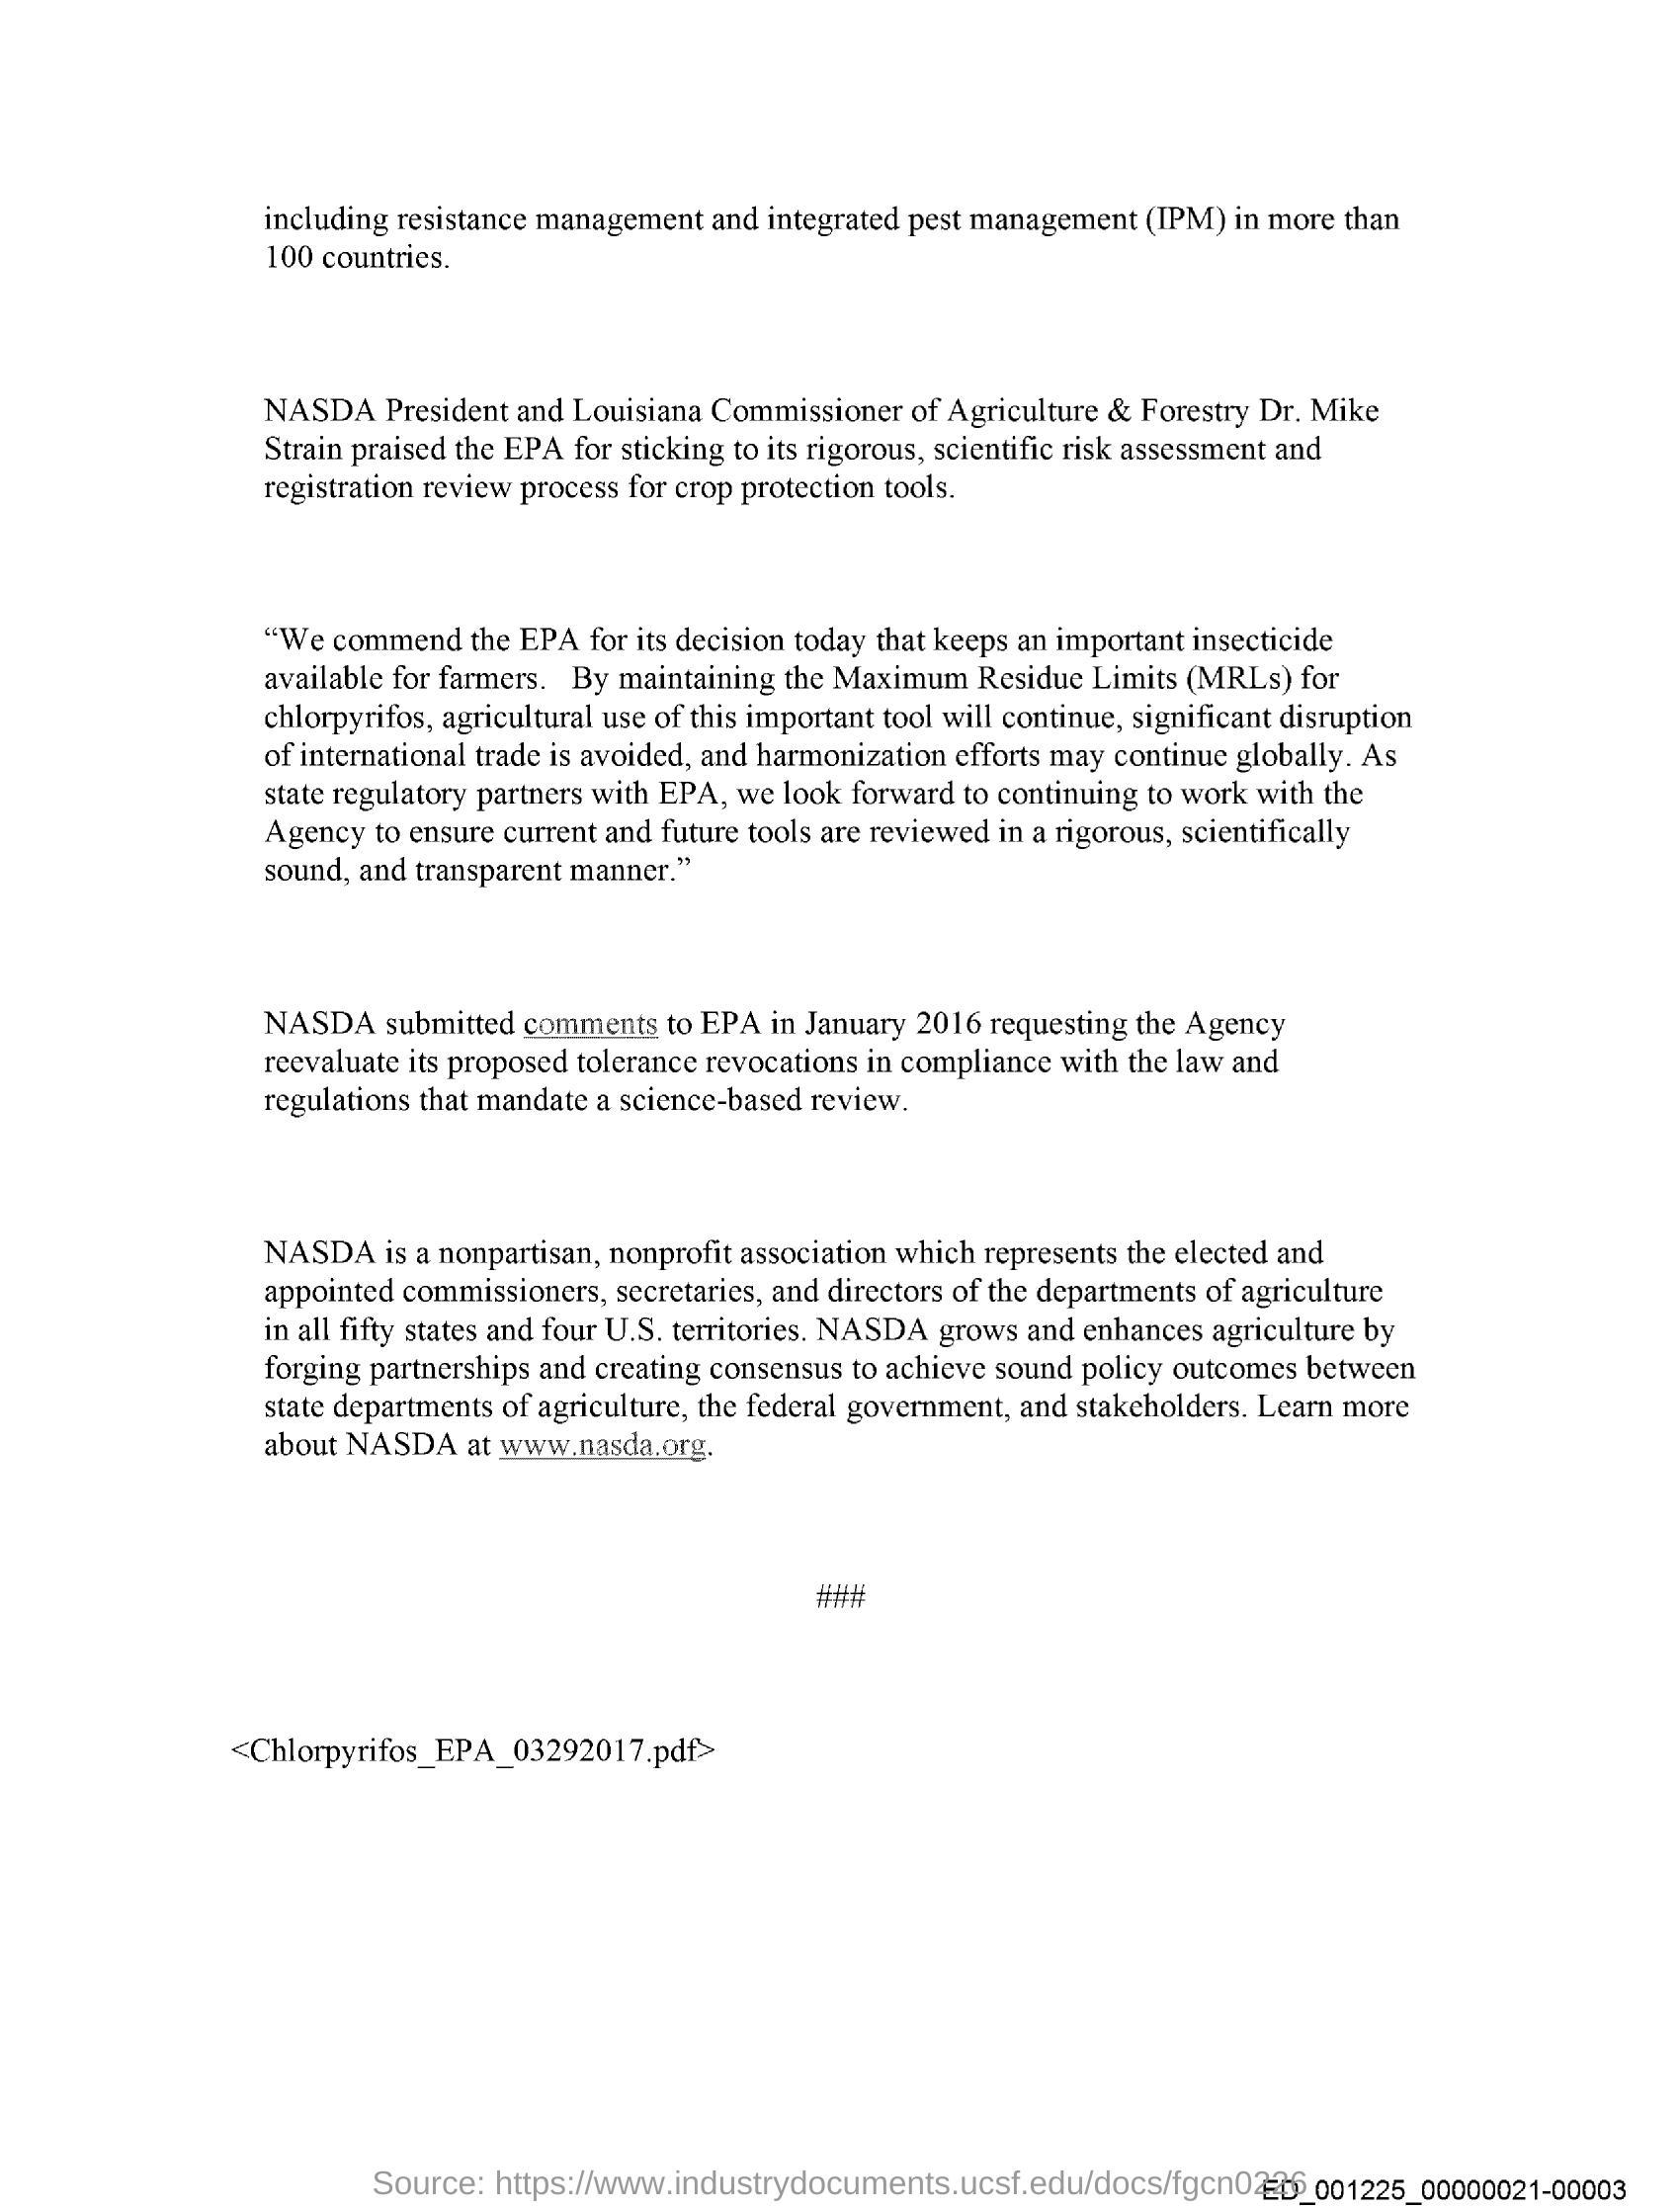 including resistance management and integrated pest management (IPM) in more than
100 countries.
NASDA President and Louisiana Commissioner of Agriculture & Forestry Dr. Mike
Strain praised the EPA for sticking to its rigorous, scientific risk assessment and
registration review process for crop protection tools.
“We commend the EPA for its decision today that keeps an important insecticide
available for farmers.   By maintaining the Maximum Residue Limits (MRLs) for
chlorpyrifos, agricultural use of this important tool will continue, significant disruption
of international trade is avoided, and harmonization efforts may continue globally. As
state regulatory partners with EPA, we look forward to continuing to work with the
Agency to ensure current and future tools are reviewed in a rigorous, scientifically
sound, and transparent manner.”
NASDA submitted comments to EPA in January 2016 requesting the Agency
reevaluate its proposed tolerance revocations in compliance with the law and
regulations that mandate a science-based review.
NASDA is a nonpartisan, nonprofit association which represents the elected and
appointed commissioners, secretaries, and directors of the departments of agriculture
in all fifty states and four U.S. territories. NASDA grows and enhances agriculture by
forging partnerships and creating consensus to achieve sound policy outcomes between
state departments of agriculture, the federal government, and stakeholders. Learn more
about NASDA at www.nasda.org.
###
<Chlorpyrifos_EPA_03292017.pdf>
Source: https://www.industrydocuments.ucsf.edu/docs/fgcn0226
ED_001225_00000021-00003